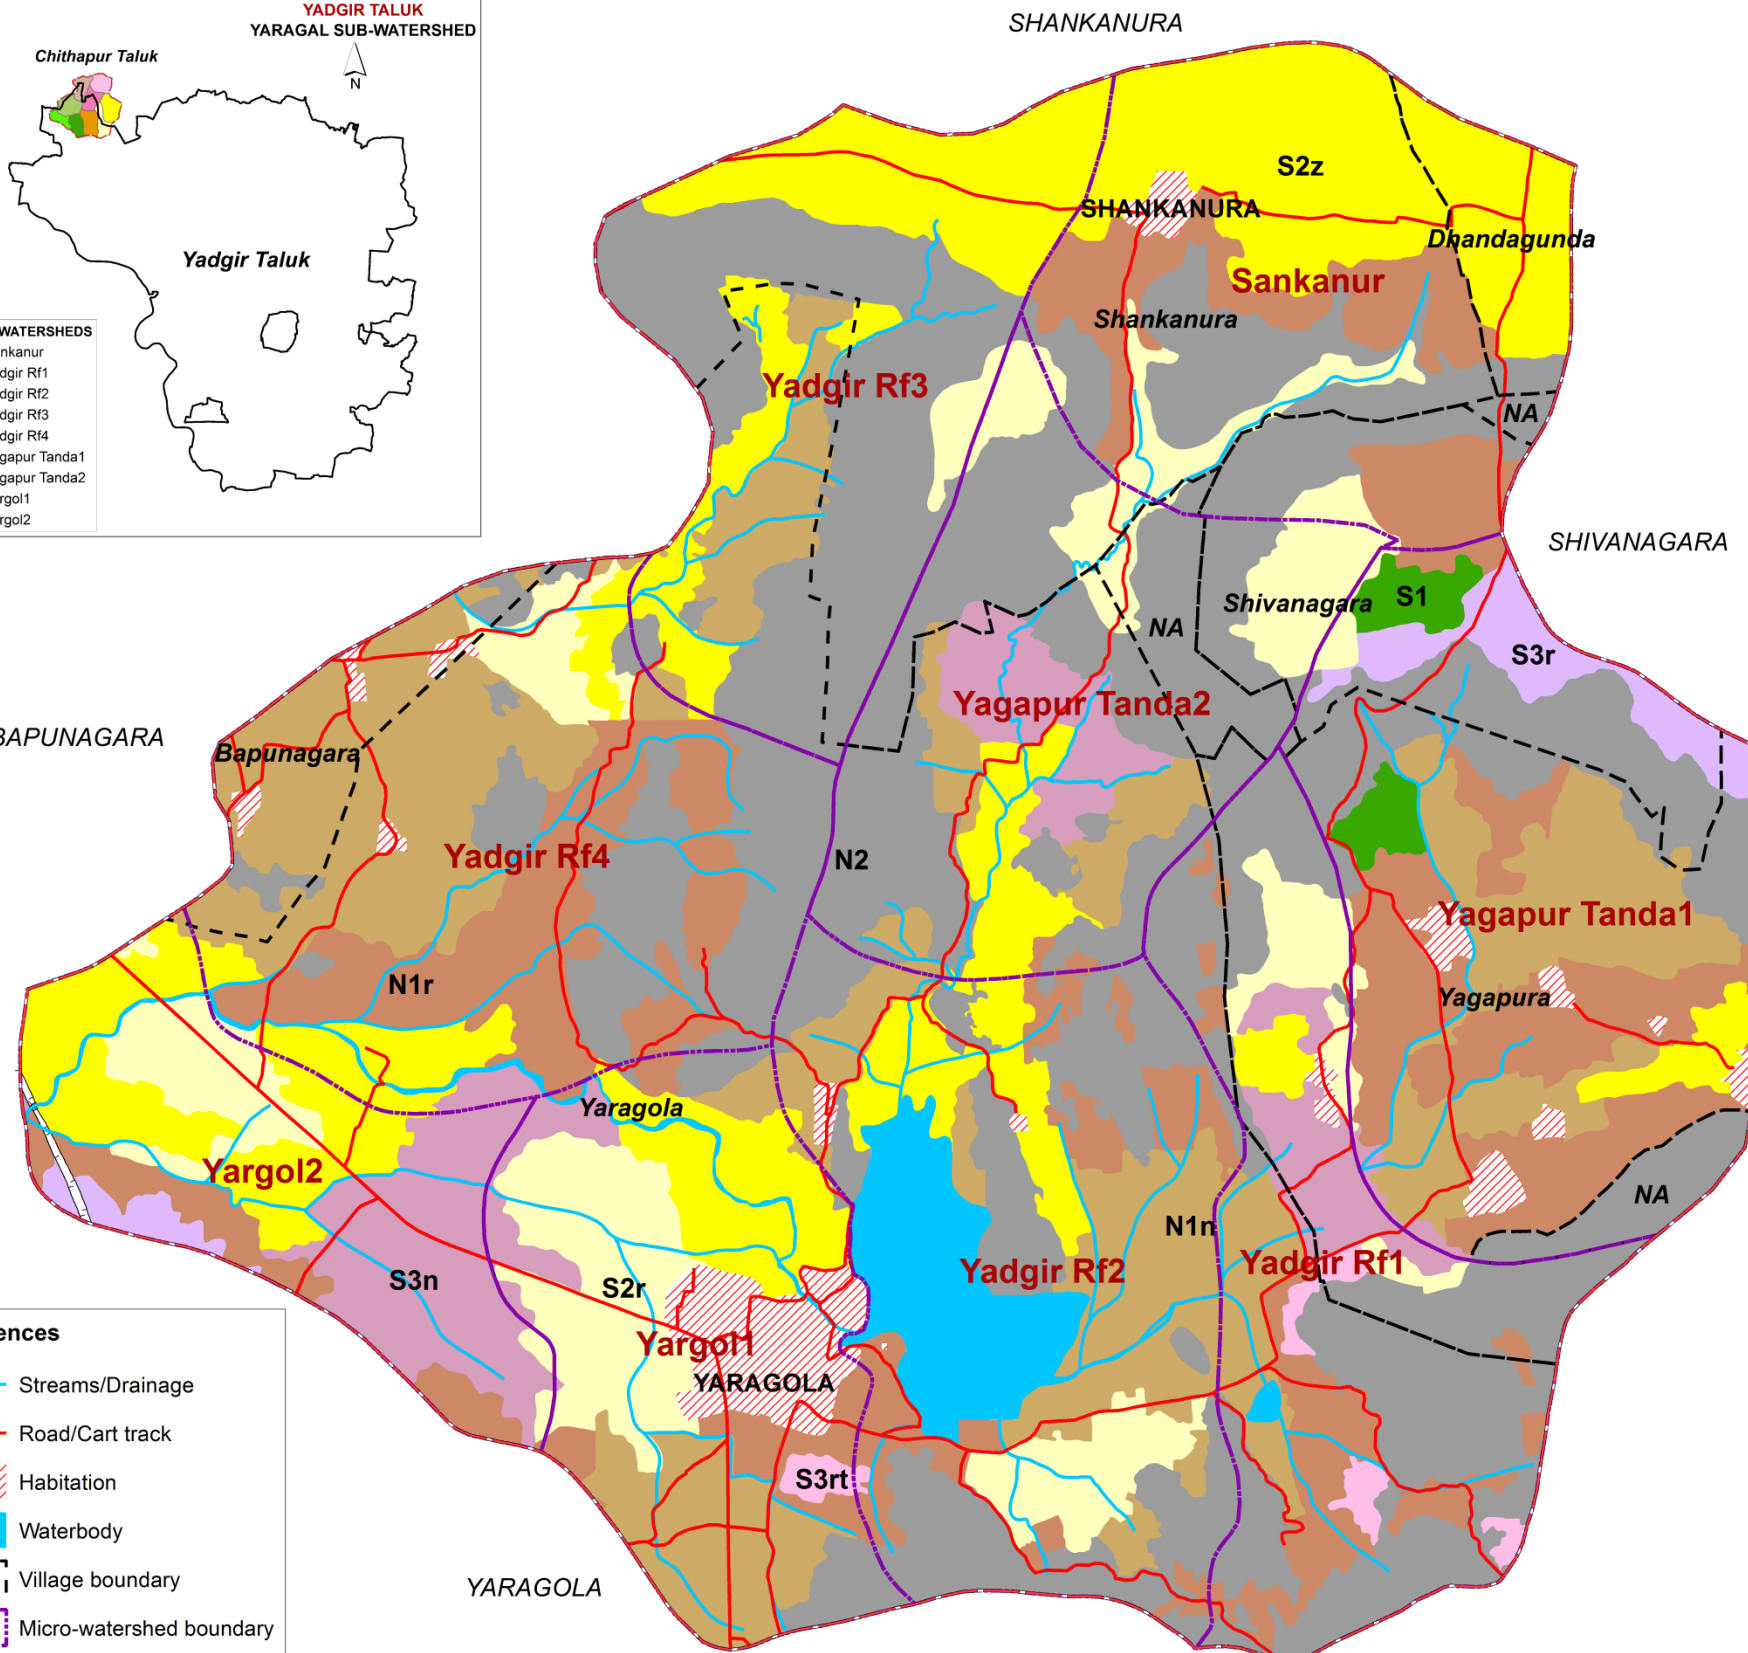 YADGIR TALUK
YARAGAL SUB-WATERSHED
Chithapur Taluk
N
Yadgir Taluk
WATERSHEDS
nkanur
dgir Rf1
dgir Rf2
dgir Rf3
dgir Rf4
gapur Tanda1
gapur Tanda2
rgol1
rgol2
SHANKANURA
S2z
SHANKANURA
Dhandagunda
Sankanur
Shankanura
Yadgir Rf3
NA
SHIVANAGARA
S1
Shivanagara
NA
S3r
Yagapur Tanda2
BAPUNAGARA
Bapunagara
Yadgir Rf4
N2
Yagapur Tanda1
N1r
Yagapura
Yaragola
Yargol2
NA
N1n
Yadgir Rf1
Yadgir Rf2
S3n
S2r
Yargol1
YARAGOLA
S3rt
YARAGOLA
ences
Streams/Drainage
Road/Cart track
Habitation
Waterbody
Village boundary
Micro-watershed boundary